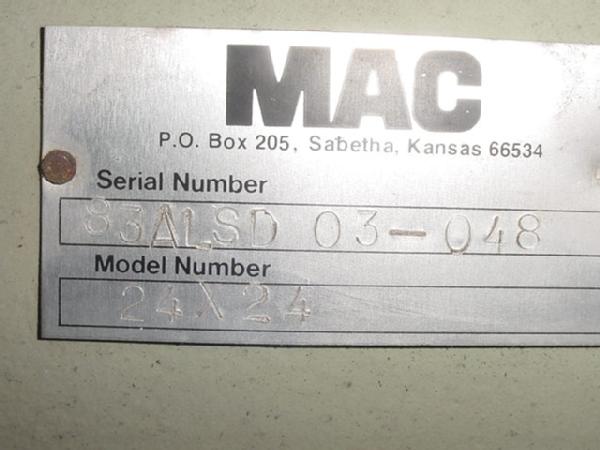 MAC
P.O. Box 205, Sabetha, Kansas 66534
Serial Number
83ALSD 03-048
Model Number
24X24